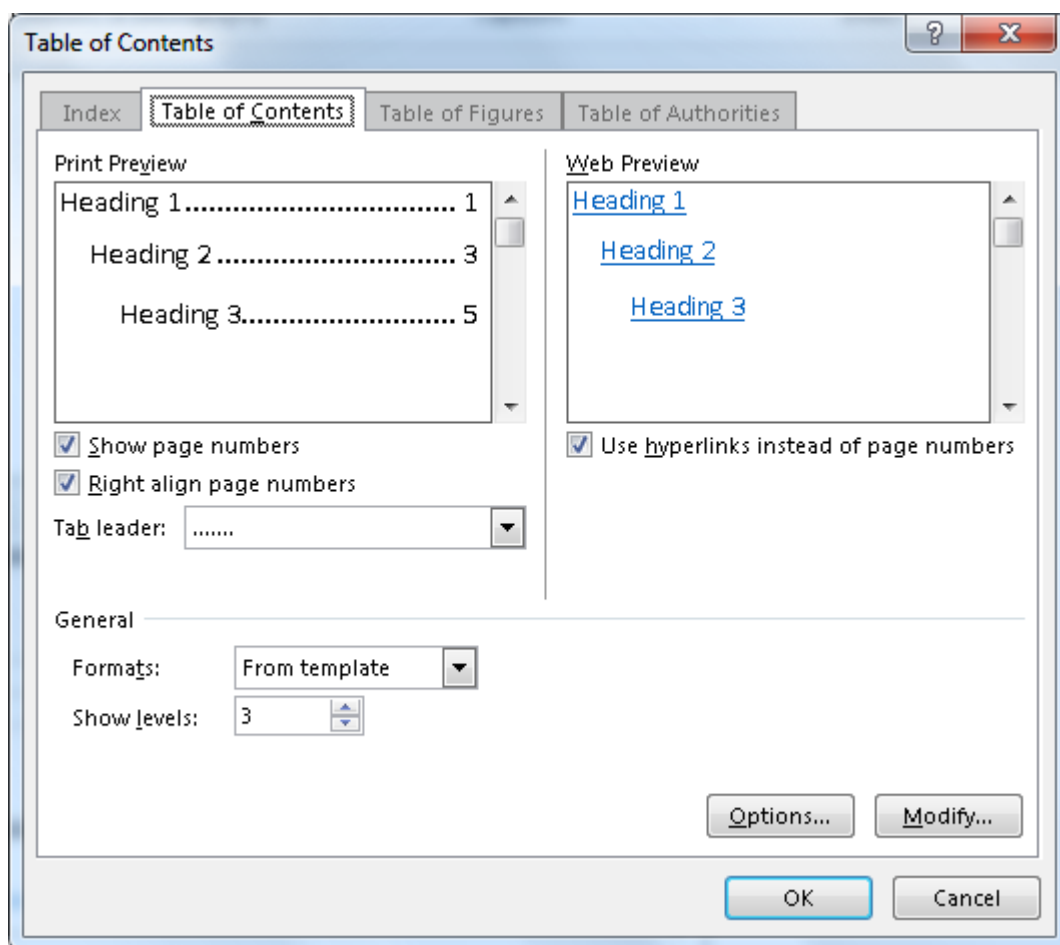 Table of Contents
Index Table of Contents Table of Figures Table of Authorities
Print Preview
Heading 1.................................. 1
Heading 2.............................. 3
Heading 3........................... 5
Show page numbers
Right align page numbers
Tab leader: .......
Web Preview
Heading 1
Heading 2
Heading 3
Use hyperlinks instead of page numbers
General
Formats: From template
Show levels: 3
Options... Modify...
OK Cancel